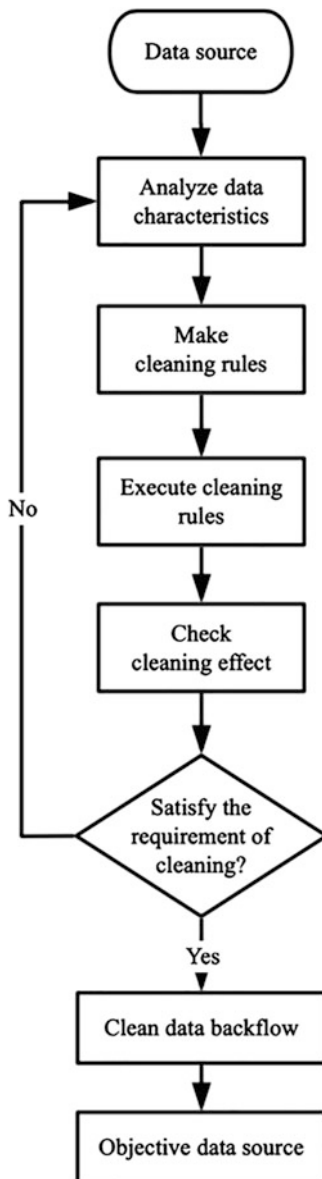 Data source
Analyze data
characteristics
Make
cleaning rules
Execute cleaning
rules
No
Check
cleaning effect
Satisfy the
requirement of
cleaning?
Yes
Clean data backflow
Objective data source